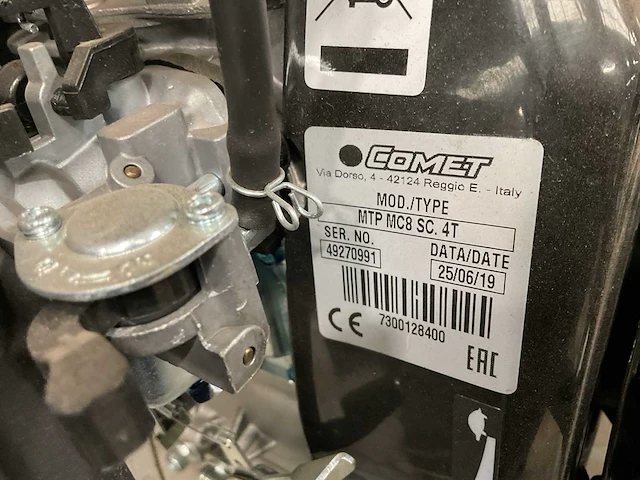 COMET
Via Dorso, 4 - 42124 Reggio E. - Italy
MOD./TYPE
MTP MC8 SC. 4T
SER. NO.
49270991
DATA/DATE
25/06/19
CE
7300128400
EAC